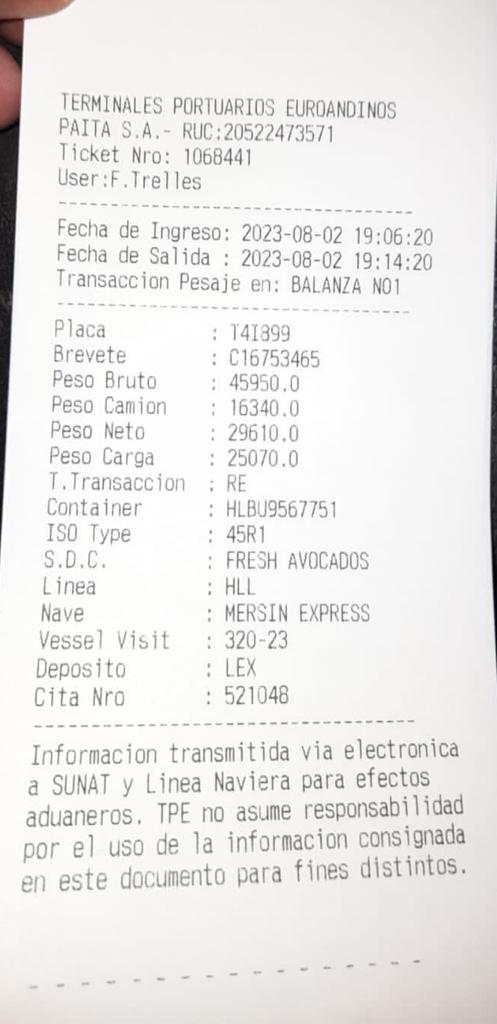 TERMINALES PORTUARIOS EUROANDINOS
PAITA S.A.- RUC:20522473571
Ticket Nro: 1068441
User:F.Trelles
Fecha de Ingreso: 2023-08-02 19:06:20
Fecha de Salida : 2023-08-02 19:14:20
Transaccion Pesaje en: BALANZA NO1
Placa : T4I899
Brevete : C16753465
Peso Bruto : 45950.0
Peso Camion : 16340.0
Peso Neto : 29610.0
Peso Carga : 25070.0
T.Transaccion : RE
Container : HLBU9567751
ISO Type : 45R1
S.D.C. : FRESH AVOCADOS
Linea : HLL
Nave : MERSIN EXPRESS
Vessel Visit : 320-23
Deposito : LEX
Cita Nro : 521048
Informacion transmitida via electronica
a SUNAT y Linea Naviera para efectos
aduaneros. TPE no asume responsabilidad
por el uso de la informacion consignada
en este documento para fines distintos.